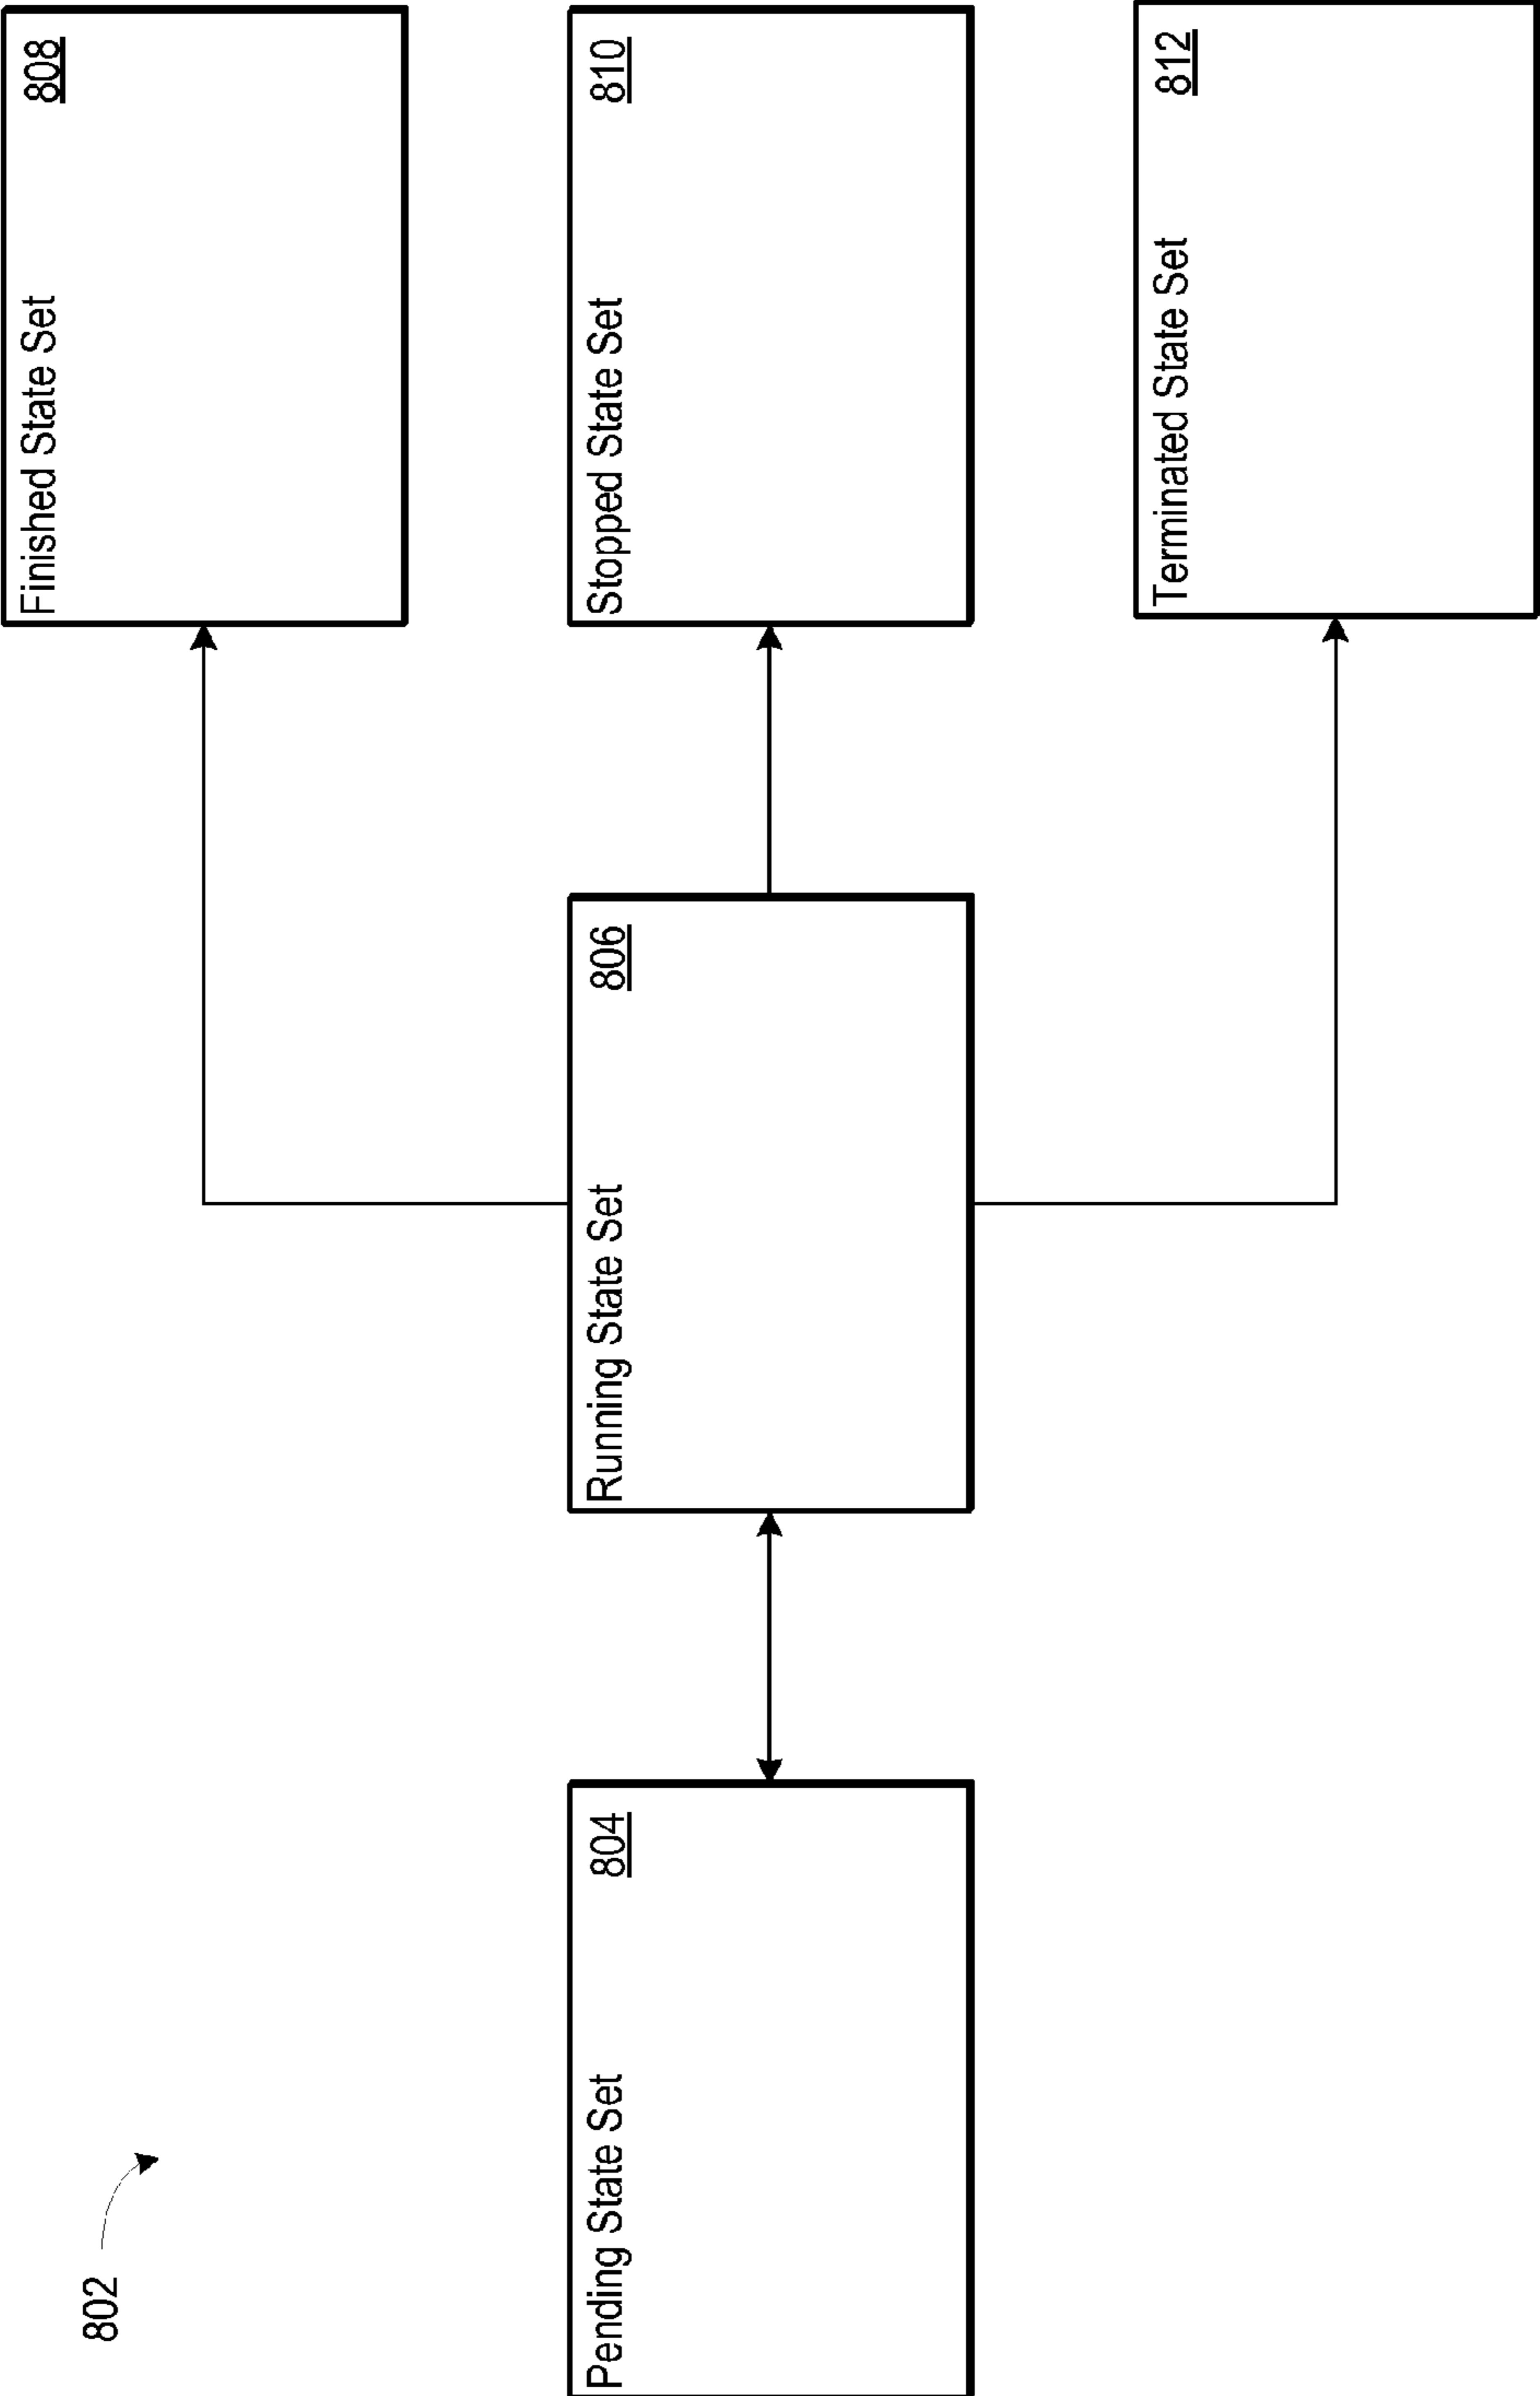 802
Pending State Set
804
Running State Set
806
Finished State Set
808
Stopped State Set
810
Terminated State Set
812